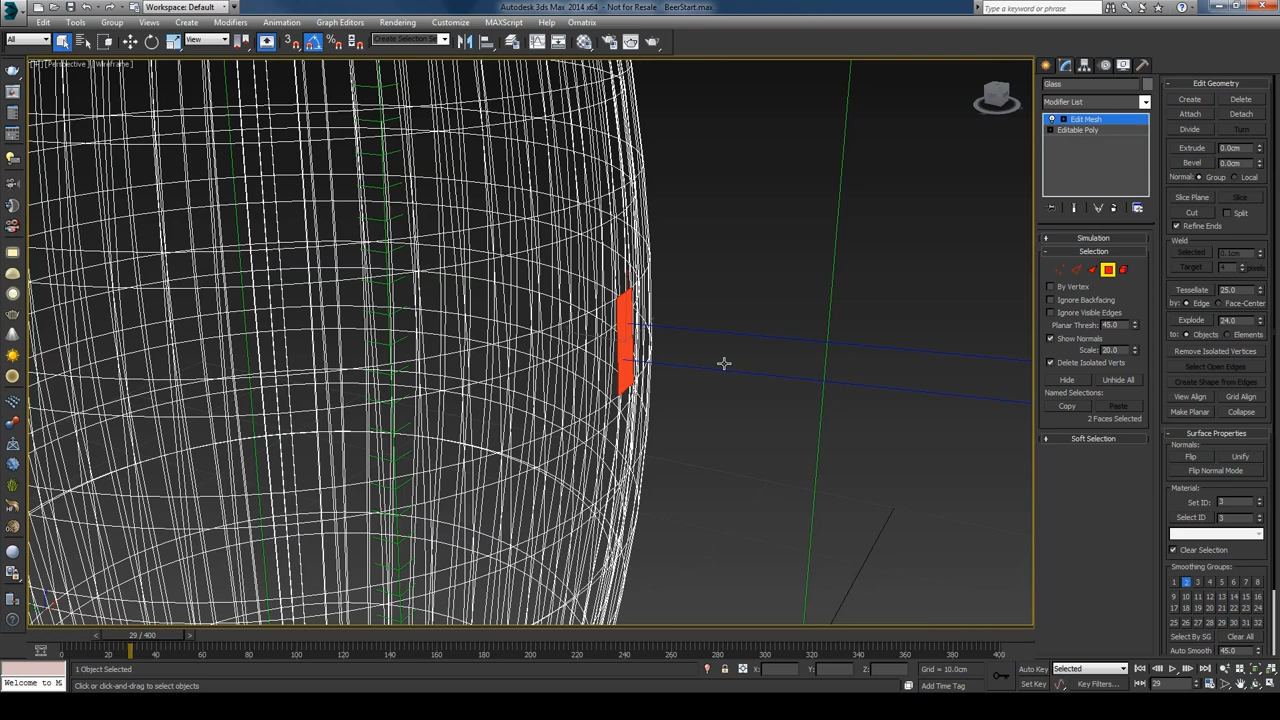 Workspace: Default
Autodesk 3ds Max 2014 - Not for Resale BeerStart.max
Type a keyword or phrase
Edit Tools Group Views Create Modifiers Animation Graph Editors Rendering Customize MAXScript Help Ornatrix
All View Create Selection Se
[+] [Perspective] [Wireframe]
Glass
Modifier List
Edit Mesh
Editable Poly
Simulation
Selection
By Vertex
Ignore Backfacing
Ignore Visible Edges
Planar Thresh: 45.0
Show Normals
Scale: 20.0
Delete Isolated Verts
Hide Unhide All
Named Selections:
Copy Paste
2 Faces Selected
Soft Selection
Edit Geometry
Create Delete
Attach Detach
Divide Turn
Extrude 0.0cm
Bevel 0.0cm
Normal: Group Local
Slice Plane Slice
Cut Split
Refine Ends
Weld
Selected 0.1cm
Target 4 pixels
Tessellate 25.0
by: Edge Face-Center
Explode 24.0
to: Objects Elements
Remove Isolated Vertices
Select Open Edges
Create Shape from Edges
View Align Grid Align
Make Planar Collapse
Surface Properties
Normals:
Flip Unify
Flip Normal Mode
Material:
Set ID: 3
Select ID 3
Clear Selection
Smoothing Groups:
1 2 3 4 5 6 7 8
9 10 11 12 13 14 15 16
17 18 19 20 21 22 23 24
25 26 27 28 29 30 31 32
Select By SG Clear All
Auto Smooth 45.0
29 / 400
0 20 40 60 80 100 120 140 160 180 200 220 240 260 280 300 320 340 360 380 400
1 Object Selected
X: Y: Z: Grid = 10.0cm
Auto Key Selected
Welcome to M
Click or click-and-drag to select objects
Add Time Tag
Set Key Key Filters... 29